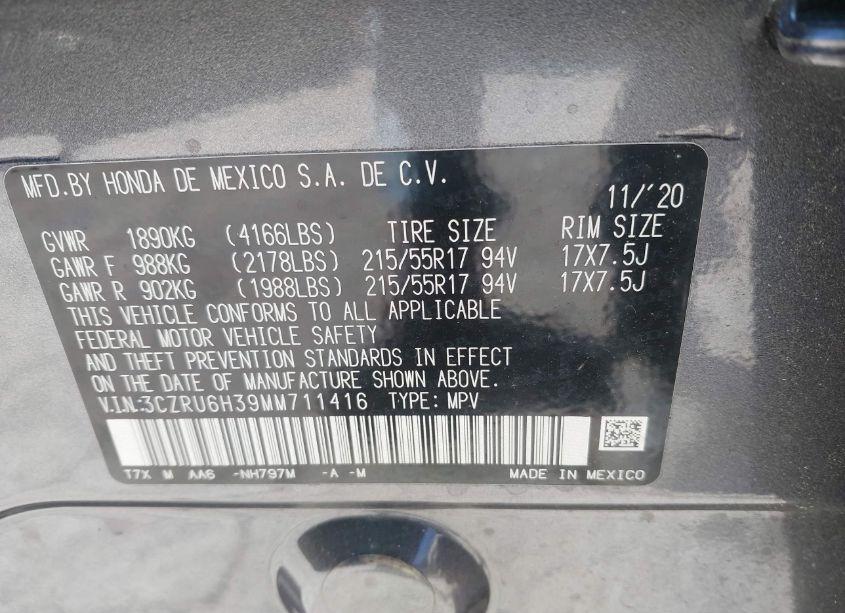 MFD.BY HONDA DE MEXICO S.A. DE C.V.
11/'20
GVWR 1890KG (4166LBS) TIRE SIZE RIM SIZE
GAWR F 988KG (2178LBS) 215/55R17 94V 17X7.5J
GAWR R 902KG (1988LBS) 215/55R17 94V 17X7.5J
THIS VEHICLE CONFORMS TO ALL APPLICABLE
FEDERAL MOTOR VEHICLE SAFETY
AND THEFT PREVENTION STANDARDS IN EFFECT
ON THE DATE OF MANUFACTURE SHOWN ABOVE.
V.I.N:3CZRU6H39MM711416 TYPE: MPV
T7X M AA6 -NH797M -A -M MADE IN MEXICO